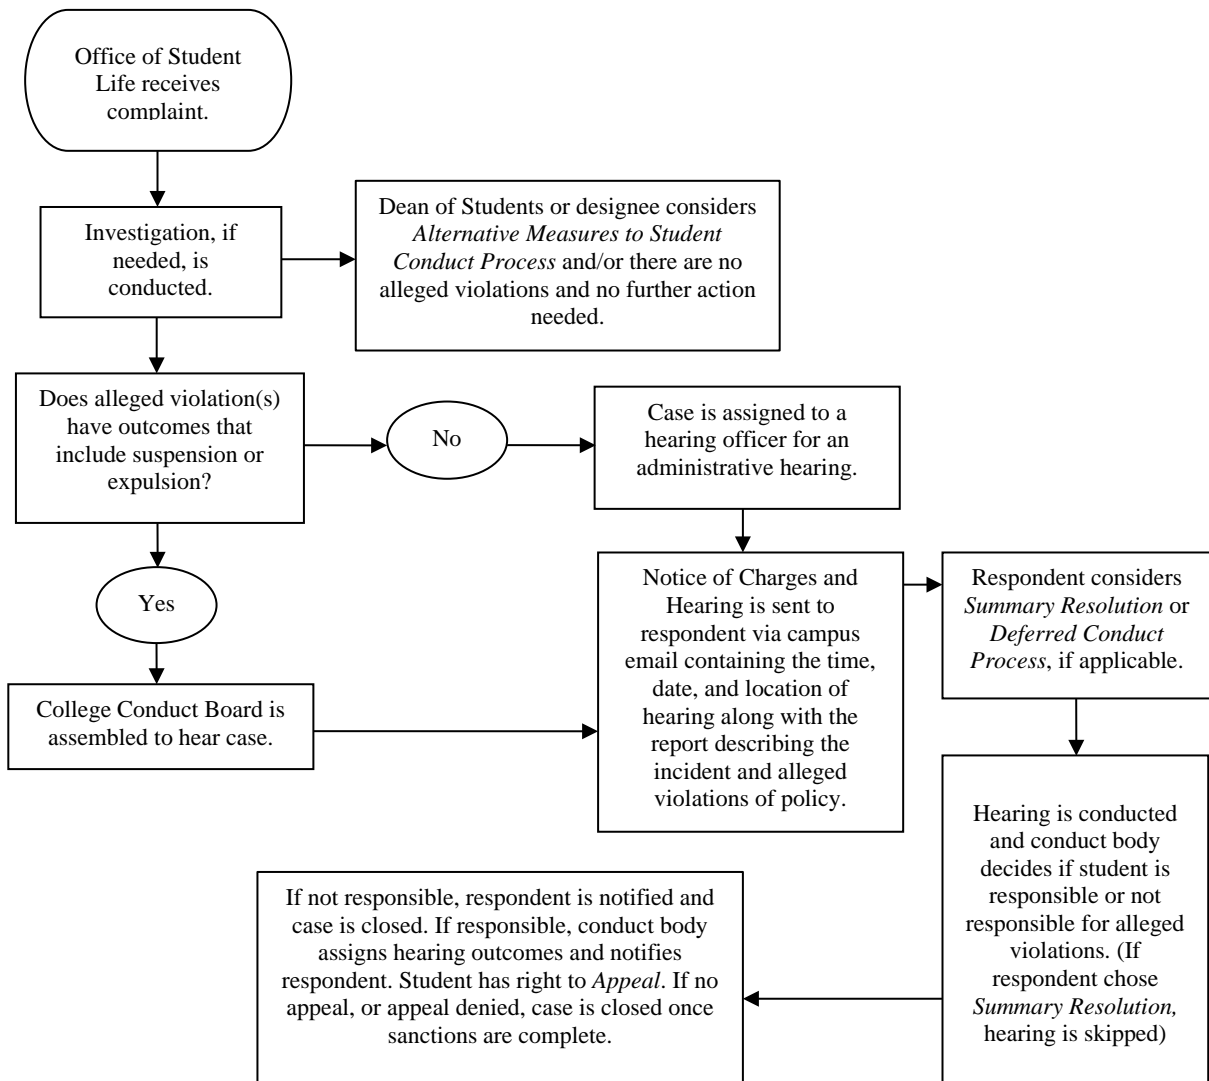 Office of Student
Life receives
complaint.
Investigation, if
needed, is
conducted.
Dean of Students or designee considers
Alternative Measures to Student
Conduct Process and/or there are no
alleged violations and no further action
needed.
Does alleged violation(s)
have outcomes that
include suspension or
expulsion?
No
Case is assigned to a
hearing officer for an
administrative hearing.
Yes
College Conduct Board is
assembled to hear case.
Notice of Charges and
Hearing is sent to
respondent via campus
email containing the time,
date, and location of
hearing along with the
report describing the
incident and alleged
violations of policy.
Respondent considers
Summary Resolution or
Deferred Conduct
Process, if applicable.
Hearing is conducted
and conduct body
decides if student is
responsible or not
responsible for alleged
violations. (If
respondent chose
Summary Resolution,
hearing is skipped)
If not responsible, respondent is notified and
case is closed. If responsible, conduct body
assigns hearing outcomes and notifies
respondent. Student has right to Appeal. If no
appeal, or appeal denied, case is closed once
sanctions are complete.